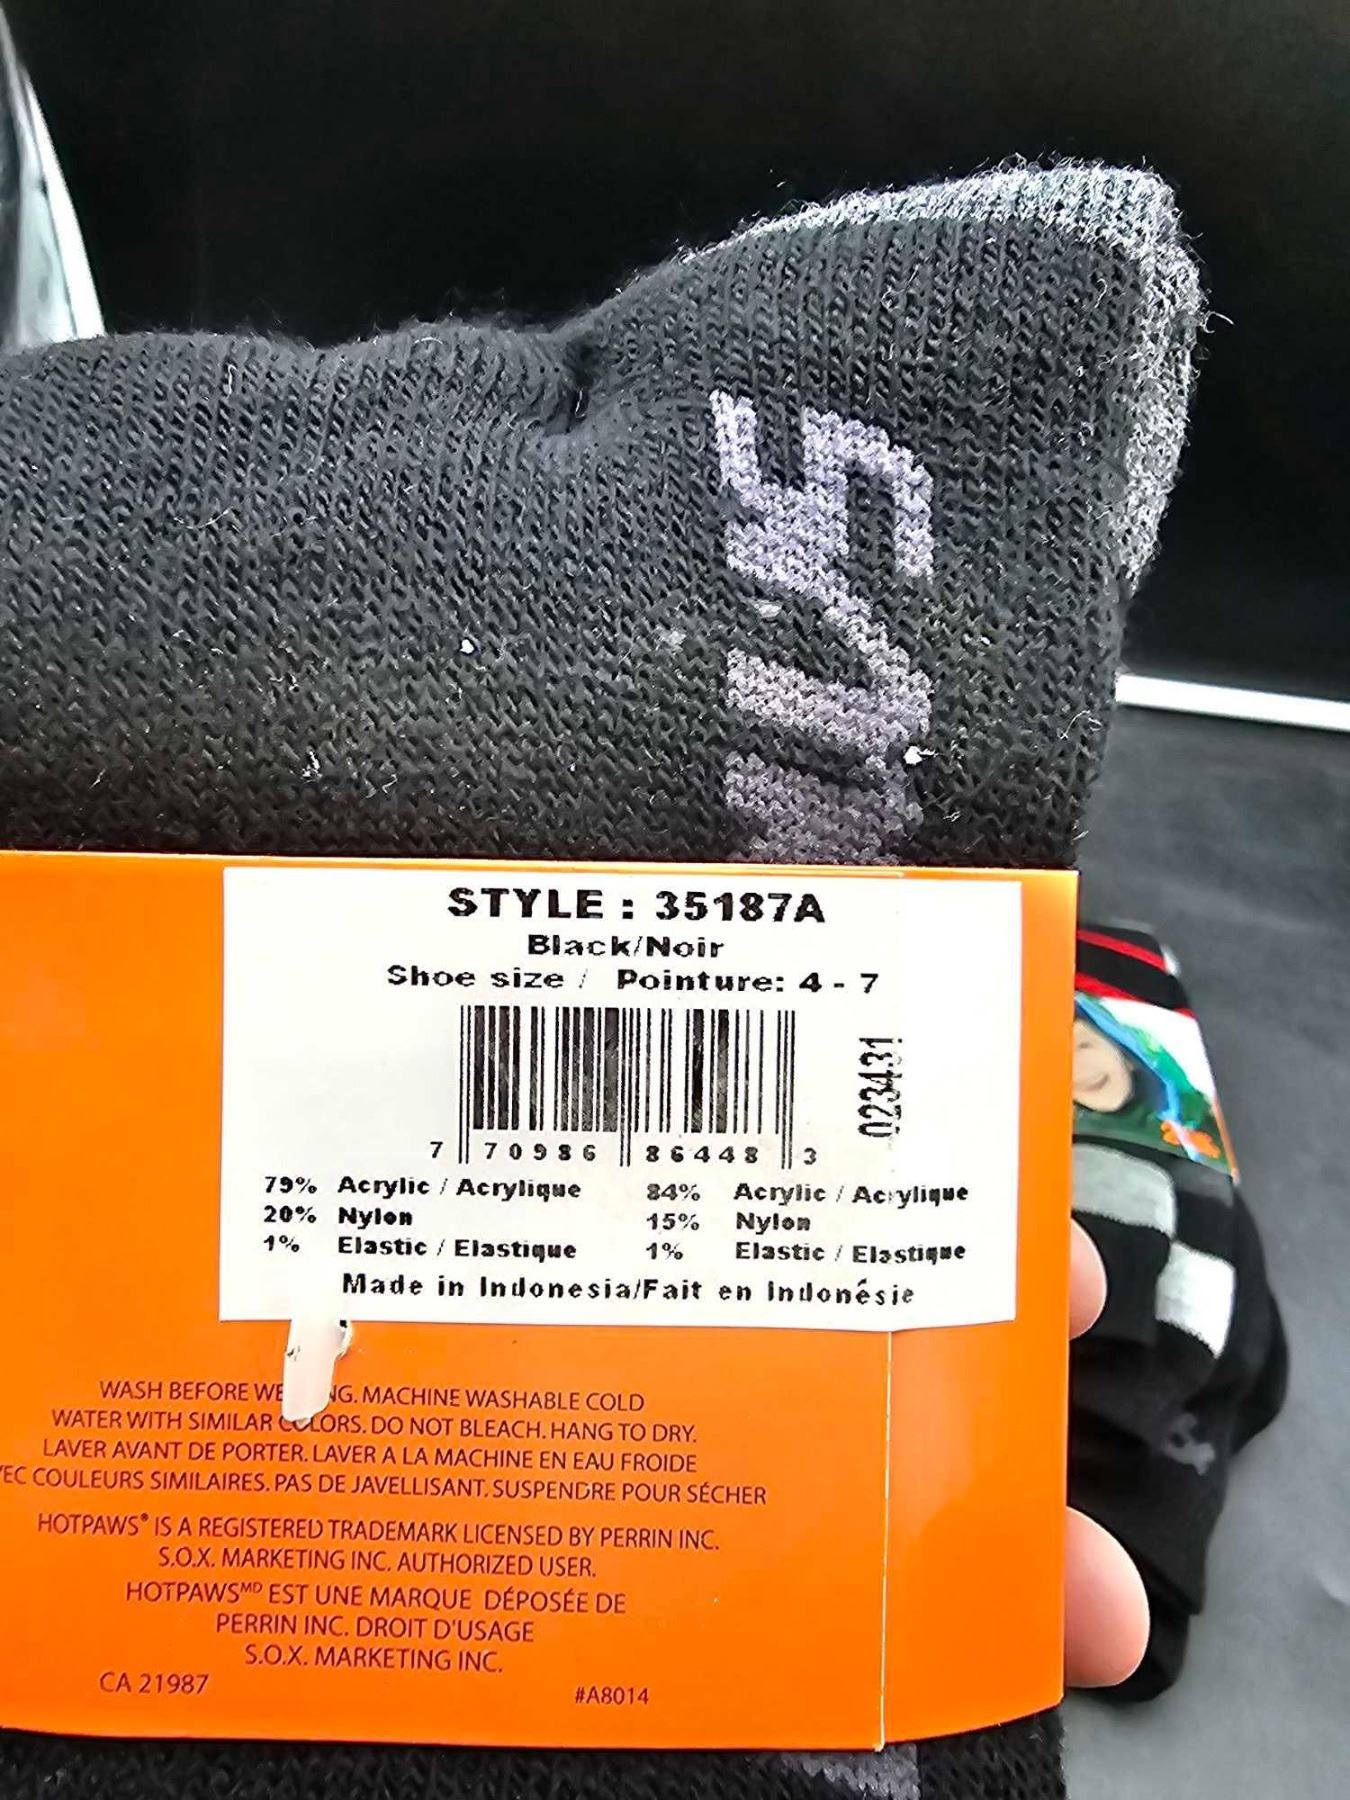 STYLE : 35187A
Black/Noir
Shoe size / Pointure: 4 - 7
023431
7 70986 86448 3
79% Acrylic / Acrylique 84% Acrylic / Acrylique
20% Nylon 15% Nylon
1% Elastic / Elastique 1% Elastic / Elastique
Made in Indonesia/Fait en Indonésie
WASH BEFORE WE NG. MACHINE WASHABLE COLD
WATER WITH SIMILAR COLORS. DO NOT BLEACH. HANG TO DRY.
LAVER AVANT DE PORTER. LAVER A LA MACHINE EN EAU FROIDE
EC COULEURS SIMILAIRES. PAS DE JAVELLISANT. SUSPENDRE POUR SÉCHER
HOTPAWS® IS A REGISTERED TRADEMARK LICENSED BY PERRIN INC.
S.O.X. MARKETING INC. AUTHORIZED USER.
HOTPAWSᴹᴰ EST UNE MARQUE DÉPOSÉE DE
PERRIN INC. DROIT D'USAGE
S.O.X. MARKETING INC.
CA 21987 #A8014